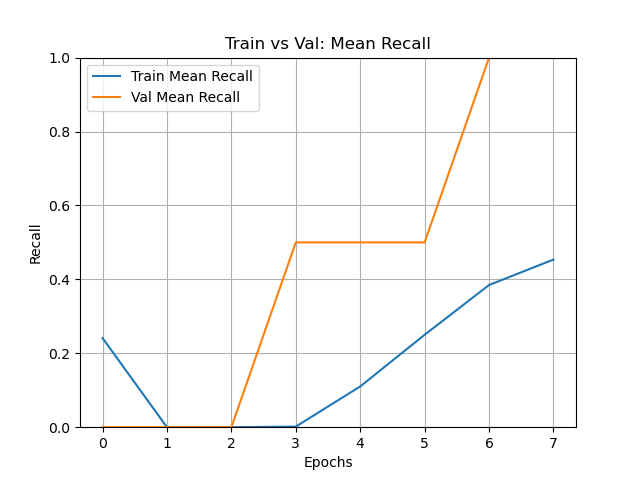 Train vs Val: Mean Recall
Train Mean Recall
Val Mean Recall
1.0
0.8
0.6
0.4
0.2
0.0
Recall
0 1 2 3 4 5 6 7
Epochs